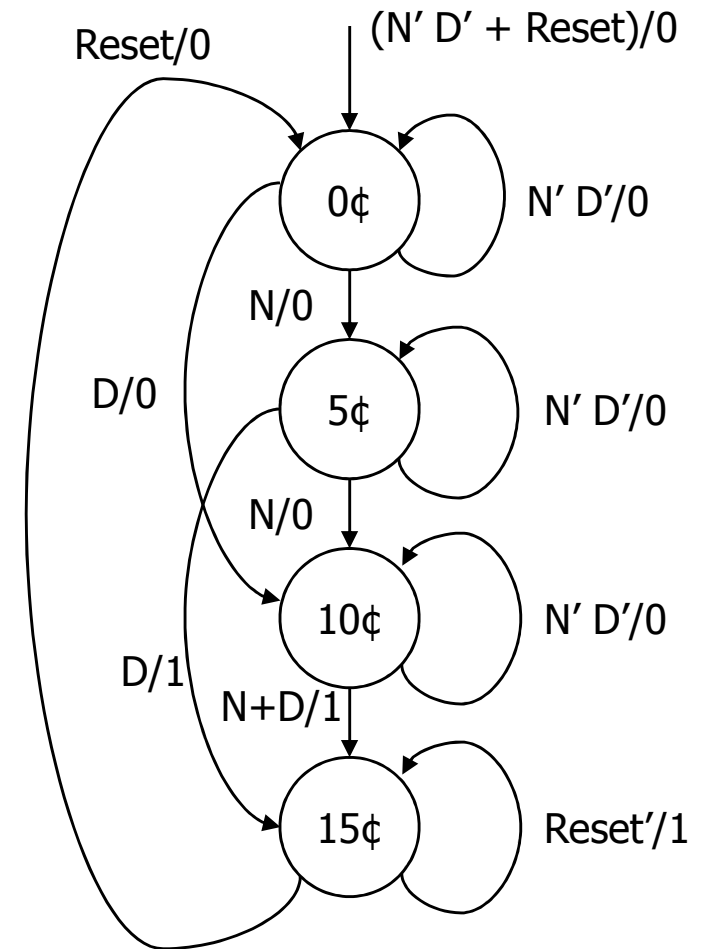 (N’ D’ + Reset)/0
Reset/0
0¢
N’ D’/0
N/0
D/0
5¢
N’ D’/0
N/0
10¢
N’ D’/0
D/1
N+D/1
15¢
Reset’/1